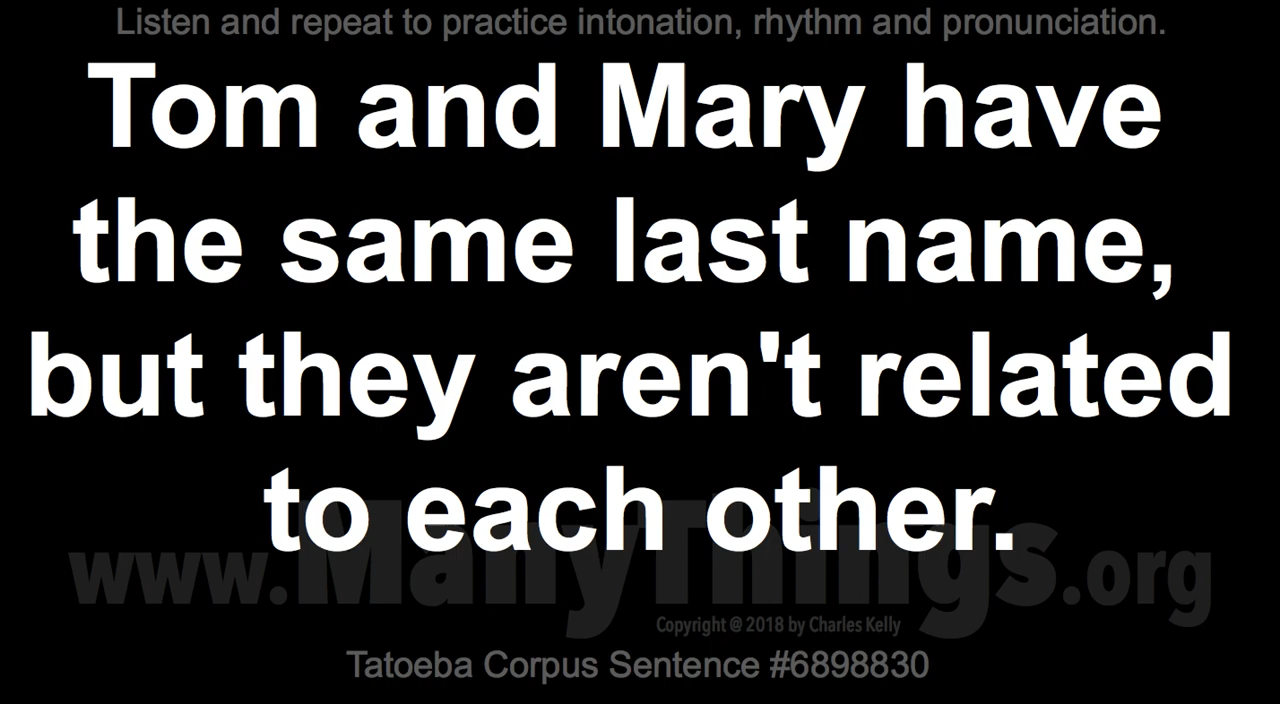 Listen and repeat to practice intonation, rhythm and pronunciation.
Tom and Mary have
the same last name,
but they aren't related
to each other.
www.ManyThings.org
Copyright @ 2018 by Charles Kelly
Tatoeba Corpus Sentence #6898830